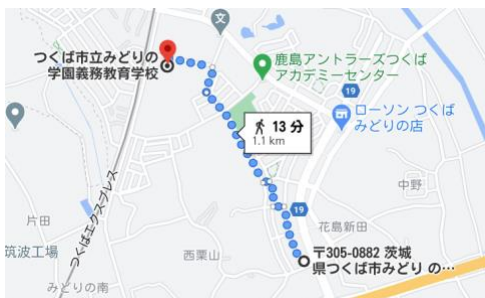 文
つくば市立みどりの
学園義務教育学校
鹿島アントラーズつくば
アカデミーセンター
19
ローソン つくば
みどりの店
13 分
1.1 km
つくばエクスプレス
中野
19
片田
花島新田
筑波工場
西栗山
〒305-0882 茨城
県つくば市みどり の...
みどりの南